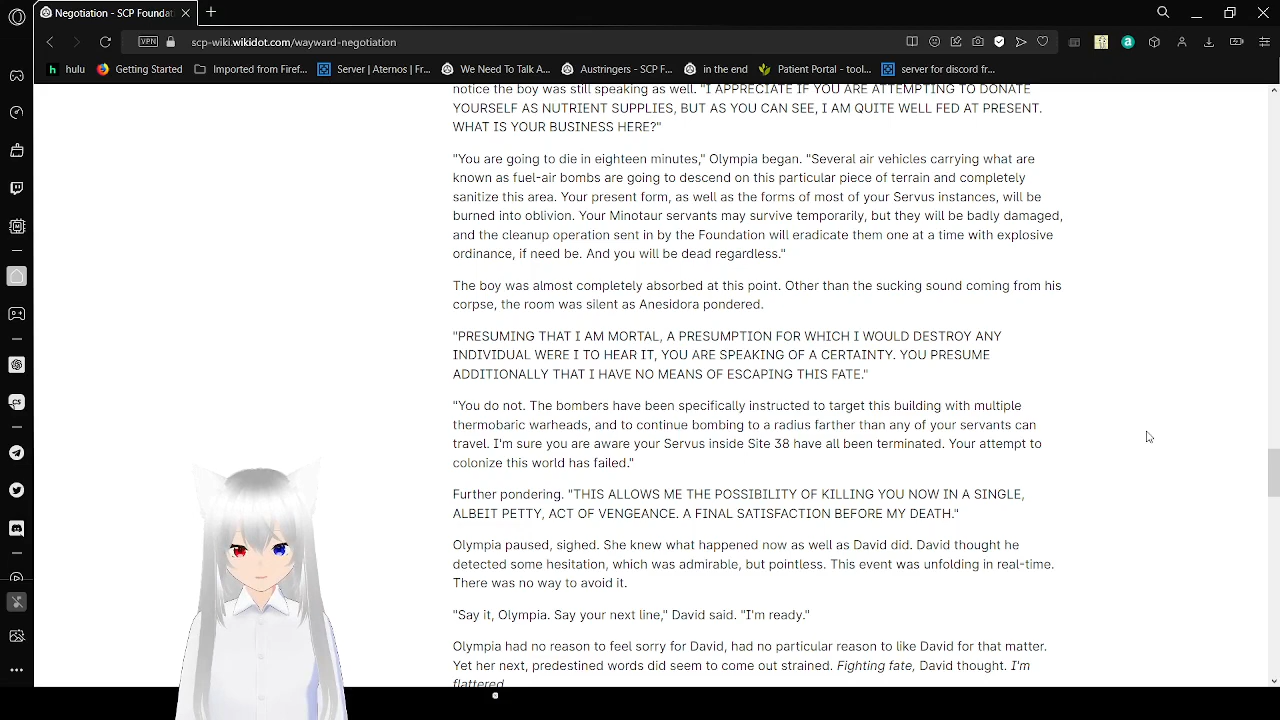 Negotiation - SCP Foundat
scp-wiki.wikidot.com/wayward-negotiation
VPN
hulu
Getting Started
Imported from Firef...
Server | Aternos | Fr...
We Need To Talk A...
Austringers - SCP F...
in the end
Patient Portal - tool...
server for discord fr...
notice the boy was still speaking as well. "I APPRECIATE IF YOU ARE ATTEMPTING TO DONATE
YOURSELF AS NUTRIENT SUPPLIES, BUT AS YOU CAN SEE, I AM QUITE WELL FED AT PRESENT.
WHAT IS YOUR BUSINESS HERE?"
"You are going to die in eighteen minutes," Olympia began. "Several air vehicles carrying what are
known as fuel-air bombs are going to descend on this particular piece of terrain and completely
sanitize this area. Your present form, as well as the forms of most of your Servus instances, will be
burned into oblivion. Your Minotaur servants may survive temporarily, but they will be badly damaged,
and the cleanup operation sent in by the Foundation will eradicate them one at a time with explosive
ordinance, if need be. And you will be dead regardless."
The boy was almost completely absorbed at this point. Other than the sucking sound coming from his
corpse, the room was silent as Anesidora pondered.
"PRESUMING THAT I AM MORTAL, A PRESUMPTION FOR WHICH I WOULD DESTROY ANY
INDIVIDUAL WERE I TO HEAR IT, YOU ARE SPEAKING OF A CERTAINTY. YOU PRESUME
ADDITIONALLY THAT I HAVE NO MEANS OF ESCAPING THIS FATE."
"You do not. The bombers have been specifically instructed to target this building with multiple
thermobaric warheads, and to continue bombing to a radius farther than any of your servants can
travel. I'm sure you are aware your Servus inside Site 38 have all been terminated. Your attempt to
colonize this world has failed."
Further pondering. "THIS ALLOWS ME THE POSSIBILITY OF KILLING YOU NOW IN A SINGLE,
ALBEIT PETTY, ACT OF VENGEANCE. A FINAL SATISFACTION BEFORE MY DEATH."
Olympia paused, sighed. She knew what happened now as well as David did. David thought he
detected some hesitation, which was admirable, but pointless. This event was unfolding in real-time.
There was no way to avoid it.
"Say it, Olympia. Say your next line," David said. "I'm ready."
Olympia had no reason to feel sorry for David, had no particular reason to like David for that matter.
Yet her next, predestined words did seem to come out strained. Fighting fate, David thought. I'm
flattered